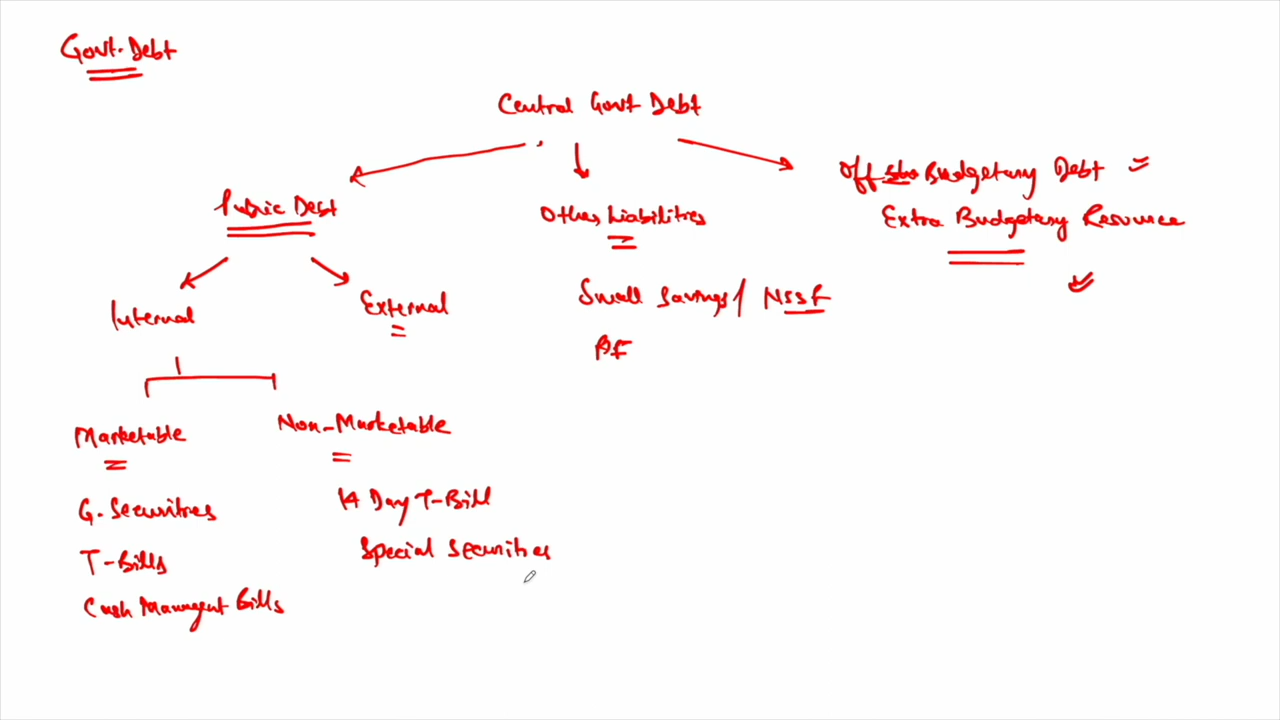 Govt. Debt
Central Govt Debt
Public Debt
Other Liabilities
Off Budgetary Debt
Extra Budgetary Resource
Internal
External
Small Savings / NSSF
PF
Marketable
Non-Marketable
G. Securities
14 Day T-Bill
T-Bills
Special Securities
Cash Managent Bills